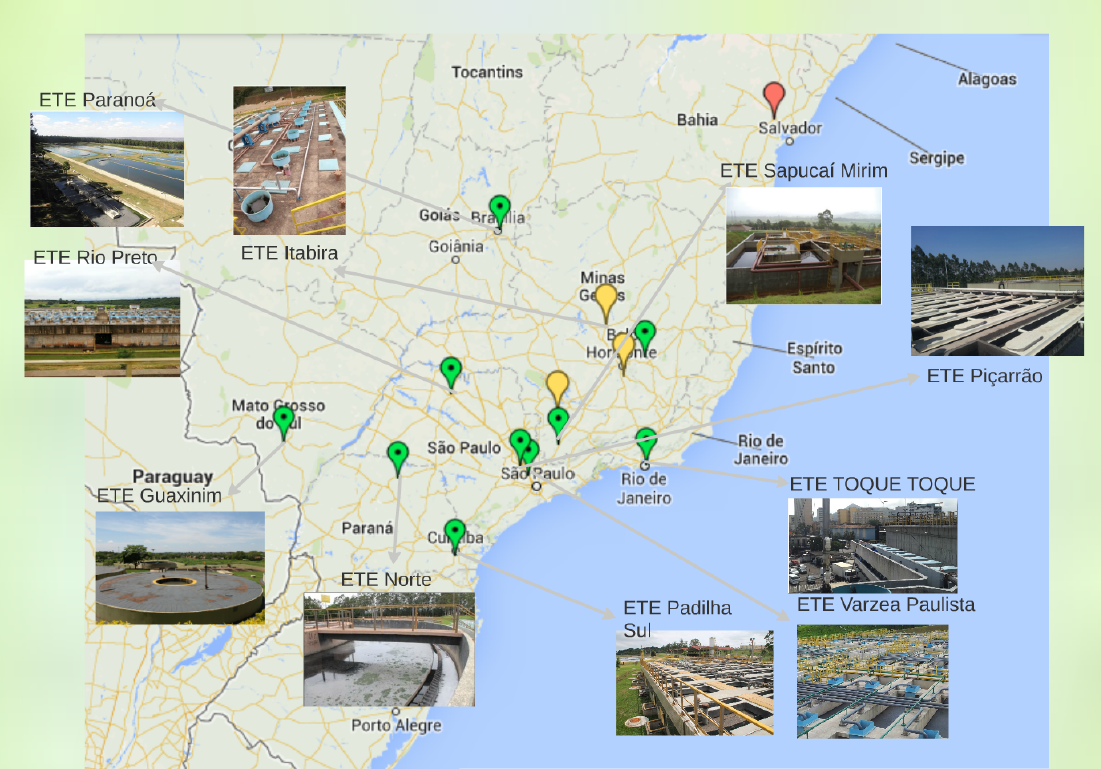 Alagoas
Tocantins
ETE Paranoá
Bahia
Salvador
Sergipe
ETE Sapucaí Mirim
Goiás
Brasília
Goiânia
ETE Itabira
ETE Rio Preto
Minas
Gerais
Belo
Horizonte
Espírito
Santo
ETE Piçarrão
Mato Grosso
do Sul
São Paulo
Rio de
Janeiro
São Paulo
Paraguay
Rio de
Janeiro
ETE TOQUE TOQUE
ETE Guaxinim
Paraná
Curitiba
ETE Norte
ETE Padilha
Sul
ETE Varzea Paulista
Porto Alegre